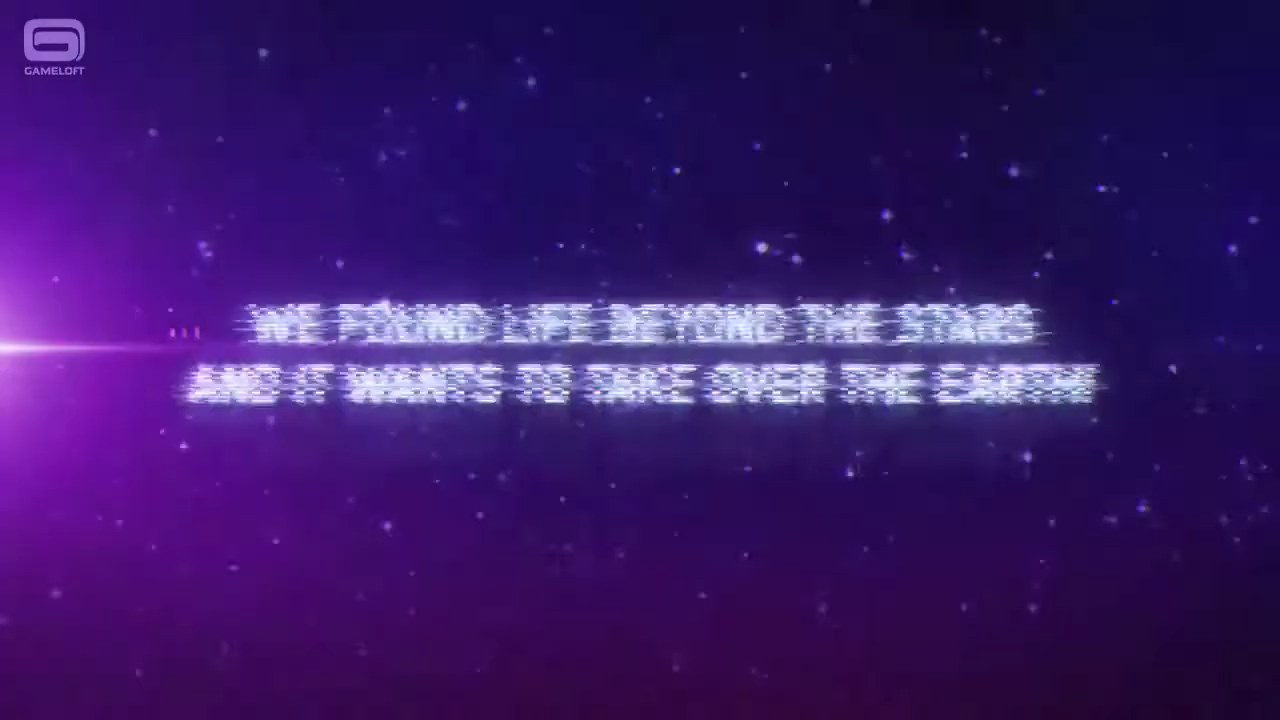 GAMELOFT
WE FOUND LIFE BEYOND THE STARS
AND IT WANTS TO TAKE OVER THE EARTH!